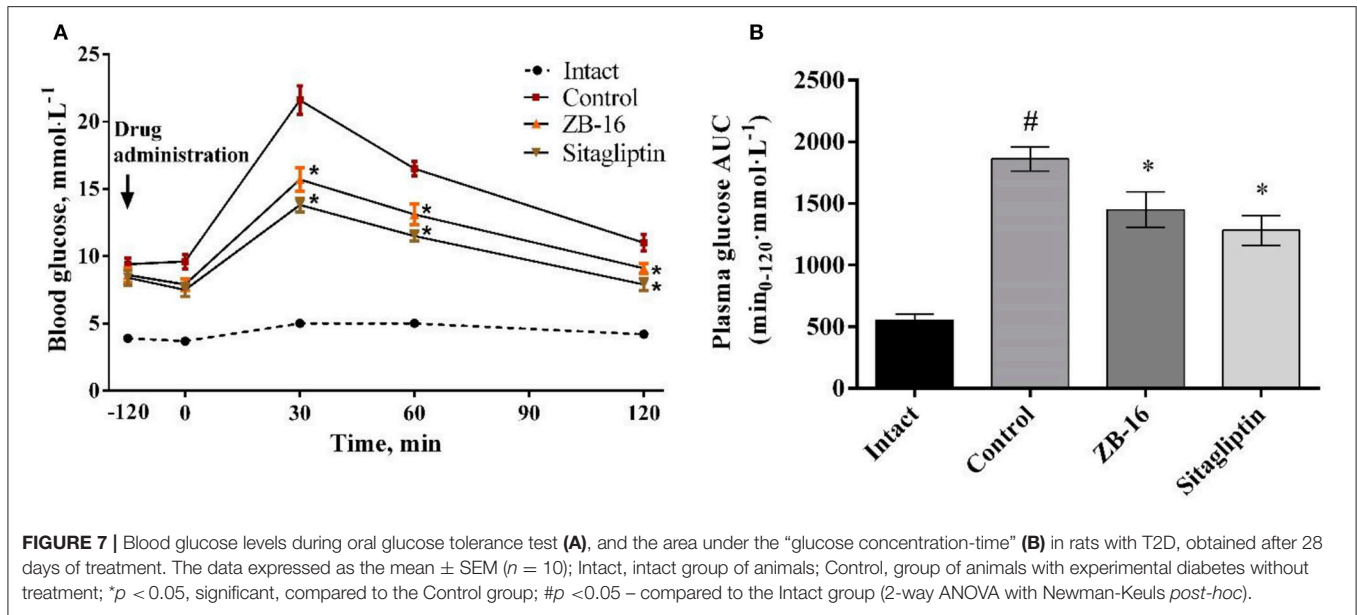 A
Blood glucose, mmol·L⁻¹
25
20
15
10
5
0
Drug
administration
Intact
Control
ZB-16
Sitagliptin
*
*
*
*
*
*
-120
0
30
60
90
120
Time, min
B
Plasma glucose AUC
(min₀₋₁₂₀·mmol·L⁻¹)
2500
2000
1500
1000
500
0
#
*
*
Intact
Control
ZB-16
Sitagliptin
FIGURE 7 | Blood glucose levels during oral glucose tolerance test (A), and the area under the “glucose concentration-time” (B) in rats with T2D, obtained after 28
days of treatment. The data expressed as the mean ± SEM (n = 10); Intact, intact group of animals; Control, group of animals with experimental diabetes without
treatment; *p < 0.05, significant, compared to the Control group; #p <0.05 – compared to the Intact group (2-way ANOVA with Newman-Keuls post-hoc).